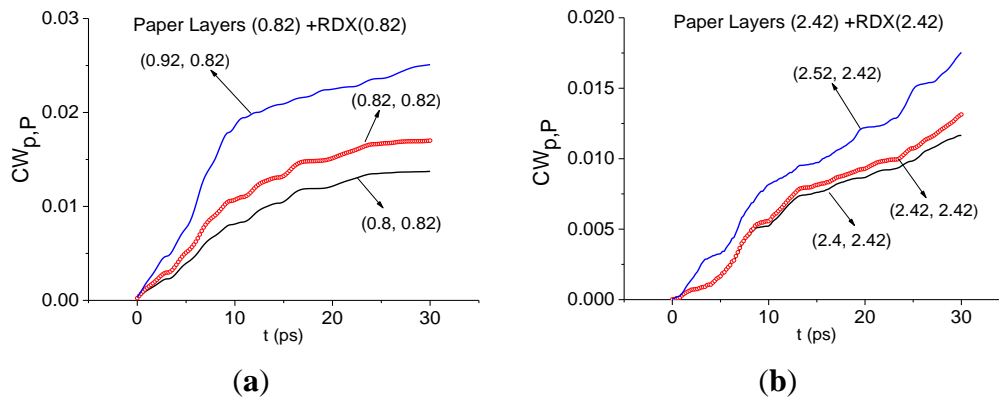 Paper Layers (0.82) +RDX(0.82)
(0.92, 0.82)
(0.82, 0.82)
(0.8, 0.82)
CWp,P
0.03
0.02
0.01
0.00
0 10 20 30
t (ps)
(a)
Paper Layers (2.42) +RDX(2.42)
(2.52, 2.42)
(2.42, 2.42)
(2.4, 2.42)
CWp,P
0.020
0.015
0.010
0.005
0.000
0 10 20 30
t (ps)
(b)